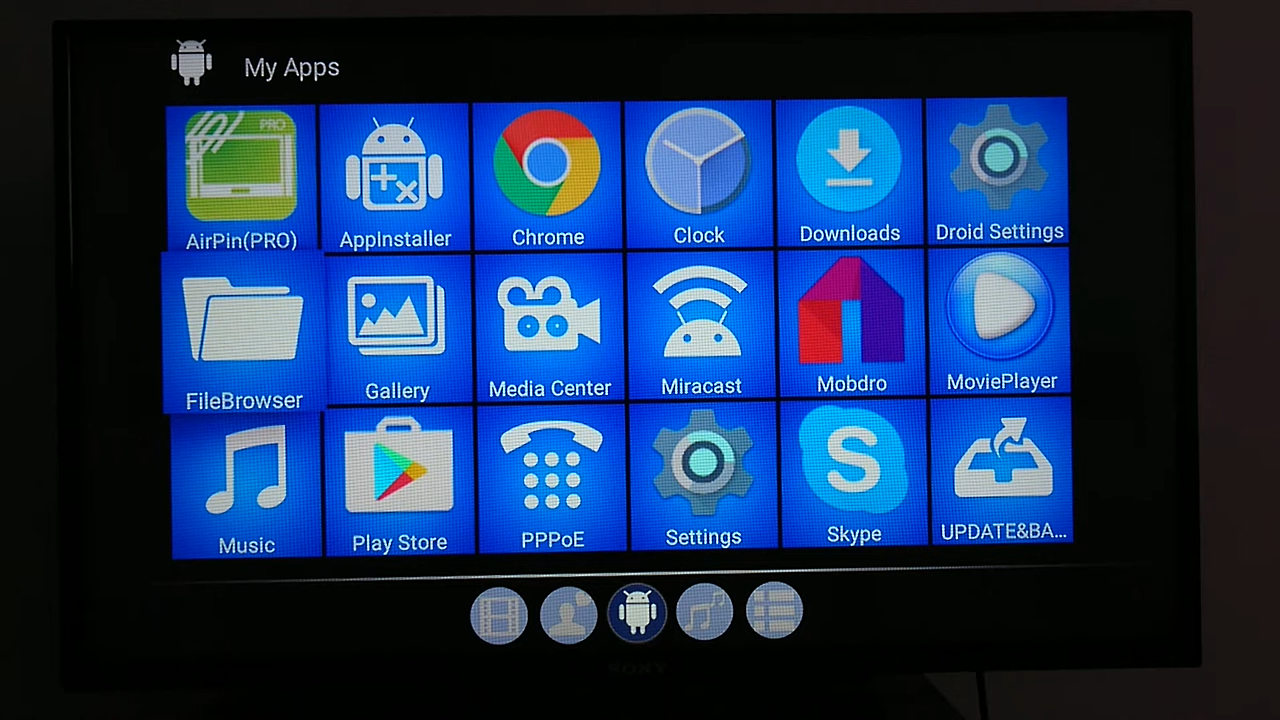 My Apps
PRO
AirPin(PRO) AppInstaller Chrome Clock Downloads Droid Settings
FileBrowser Gallery Media Center Miracast Mobdro MoviePlayer
Music Play Store PPPoE Settings Skype UPDATE&BA...
SONY